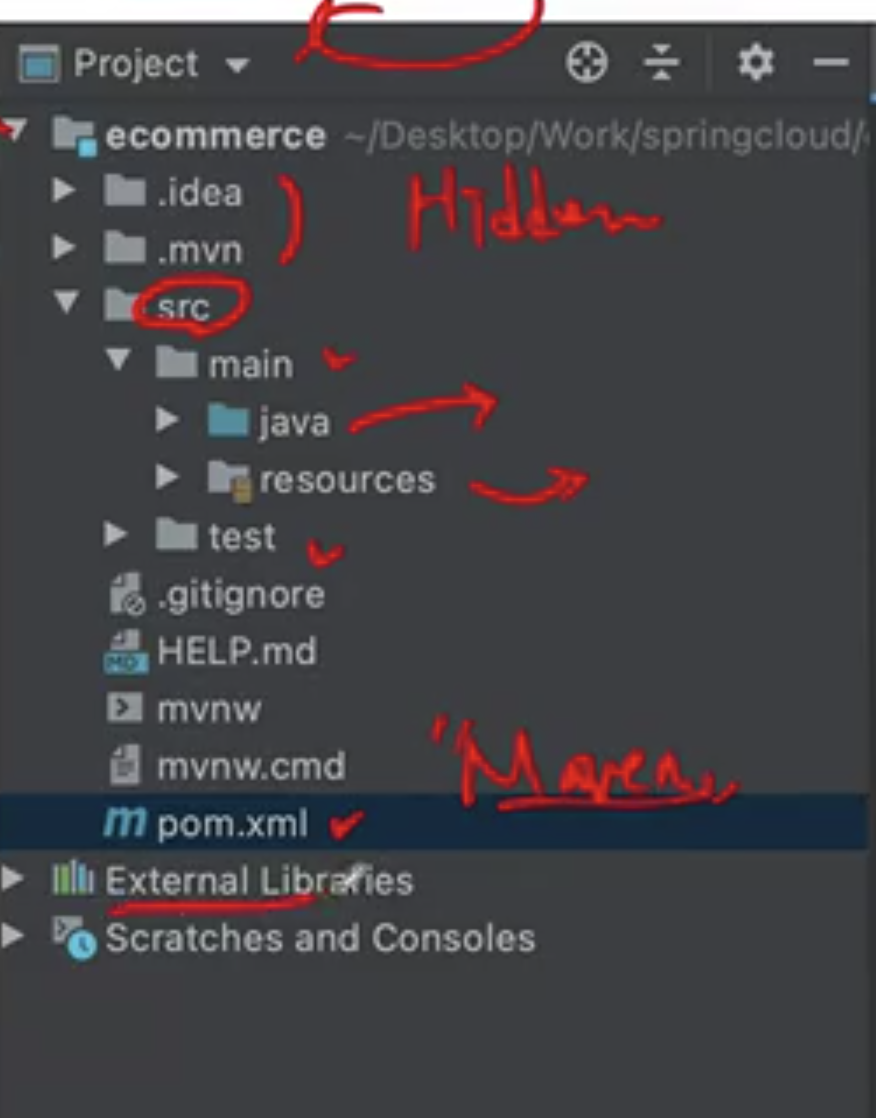 Project
ecommerce ~/Desktop/Work/springcloud/
.idea
Hidden
.mvn
src
main
java
resources
test
.gitignore
HELP.md
mvnw
"Maven"
mvnw.cmd
pom.xml
External Libraries
Scratches and Consoles